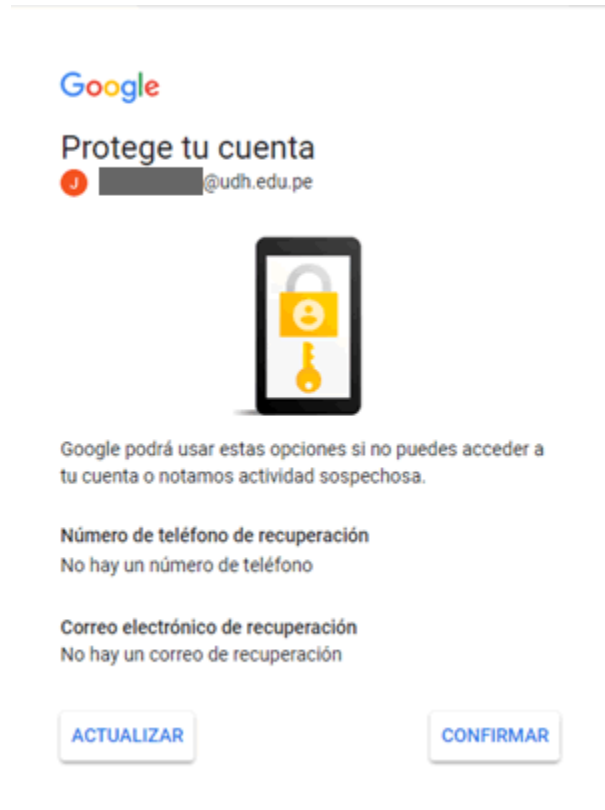 Google
Protege tu cuenta
J @udh.edu.pe
Google podrá usar estas opciones si no puedes acceder a
tu cuenta o notamos actividad sospechosa.
Número de teléfono de recuperación
No hay un número de teléfono
Correo electrónico de recuperación
No hay un correo de recuperación
ACTUALIZAR CONFIRMAR